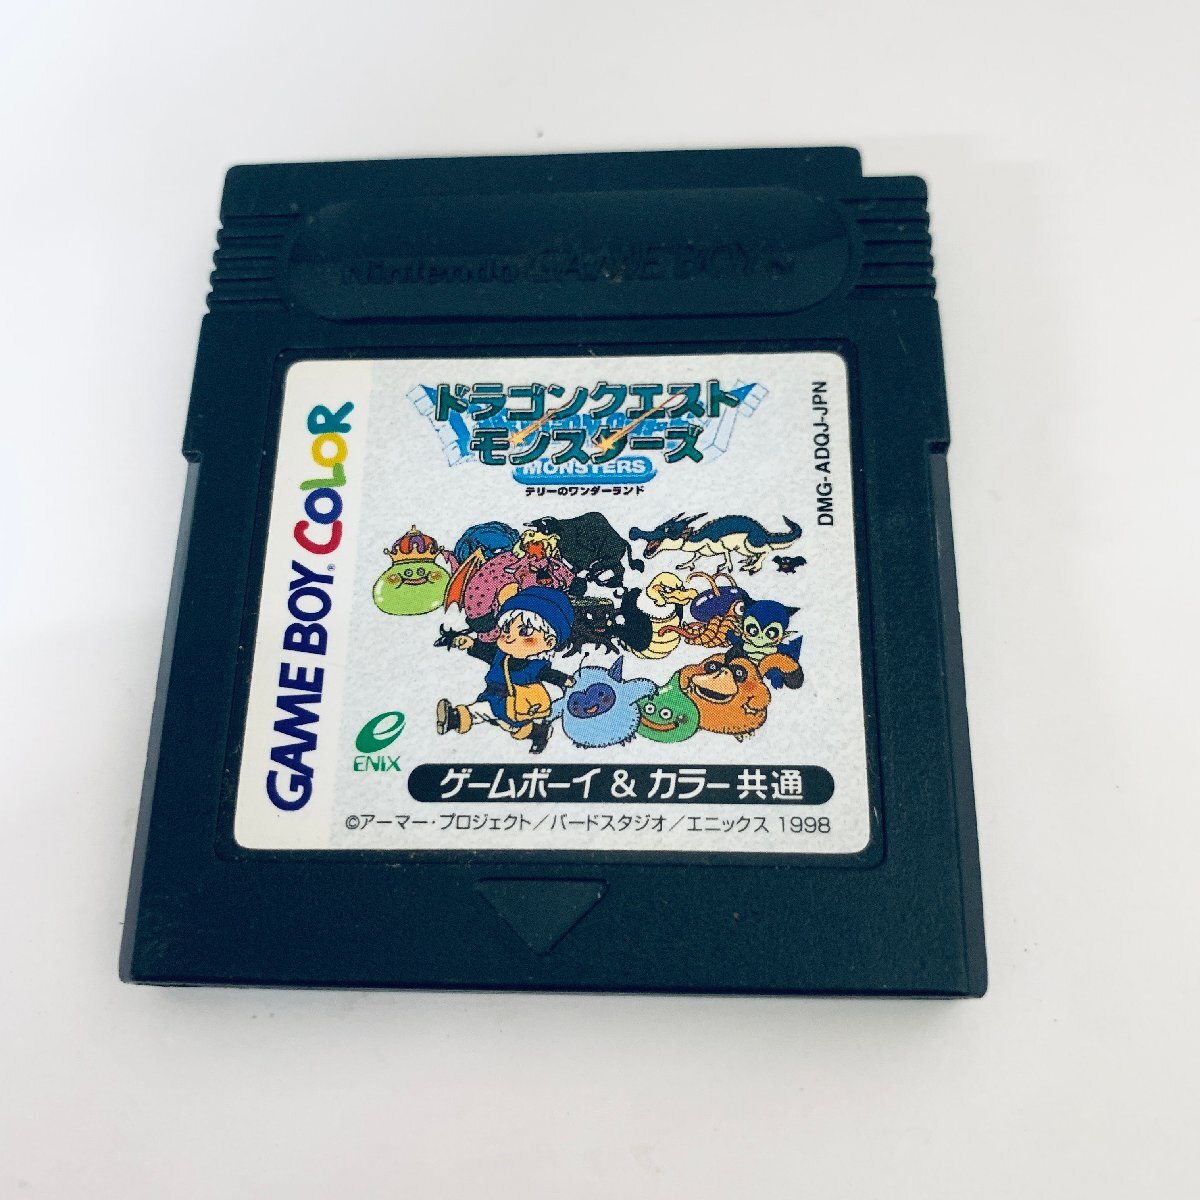 Nintendo GAME BOY
GAME BOY COLOR
ドラゴンクエスト
モンスターズ
MONSTERS
テリーのワンダーランド
DMG-ADQJ-JPN
ENIX
ゲームボーイ & カラー共通
©アーマー・プロジェクト/バードスタジオ/エニックス 1998